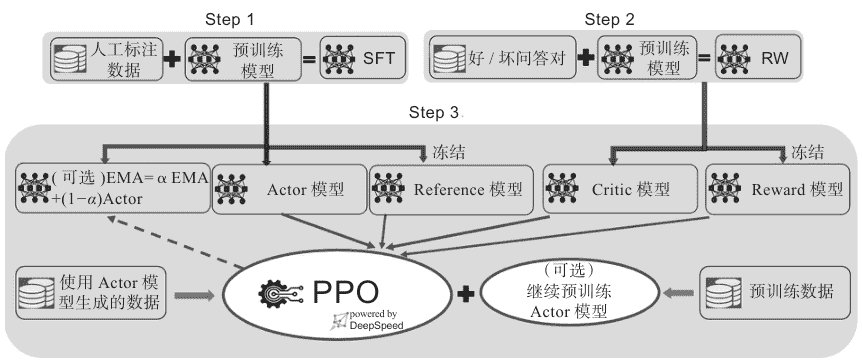 Step 1
Step 2
人工标注
数据
+
预训练
模型
=
SFT
好/坏问答对
+
预训练
模型
=
RW
Step 3
冻结
冻结
(可选)EMA=α EMA
+(1−α)Actor
Actor 模型
Reference 模型
Critic 模型
Reward 模型
使用 Actor 模
型生成的数据
PPO
powered by
DeepSpeed
+
(可选)
继续预训练
Actor 模型
预训练数据